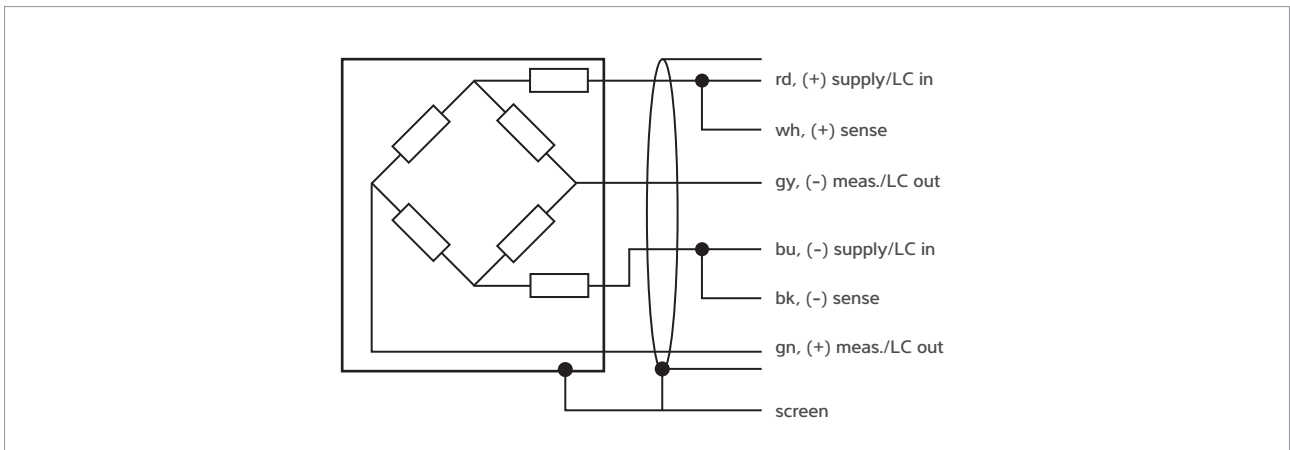 rd, (+) supply/LC in
wh, (+) sense
gy, (-) meas./LC out
bu, (-) supply/LC in
bk, (-) sense
gn, (+) meas./LC out
screen